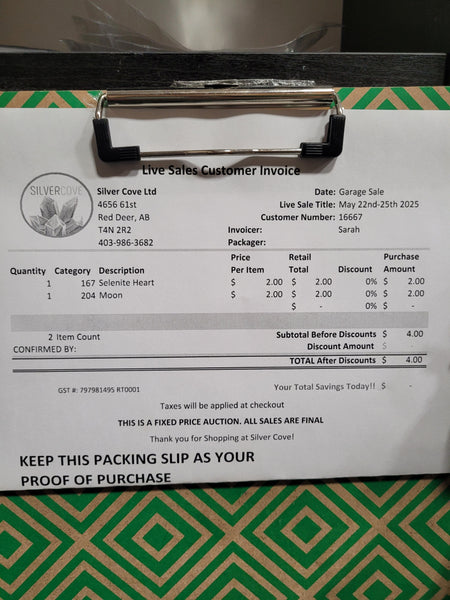 Live Sales Customer Invoice
SILVERCOVE
Silver Cove Ltd
4656 61st
Red Deer, AB
T4N 2R2
403-986-3682
Date: Garage Sale
Live Sale Title: May 22nd-25th 2025
Customer Number: 16667
Invoicer: Sarah
Packager:
Quantity Category Description Price Per Item Retail Total Discount Purchase Amount
1 167 Selenite Heart $ 2.00 $ 2.00 0% $ 2.00
1 204 Moon $ 2.00 $ 2.00 0% $ 2.00
$ - 0% $ -
2 Item Count Subtotal Before Discounts $ 4.00
Discount Amount $ -
CONFIRMED BY:
TOTAL After Discounts $ 4.00
GST #: 797981495 RT0001 Your Total Savings Today!! $ -
Taxes will be applied at checkout
THIS IS A FIXED PRICE AUCTION. ALL SALES ARE FINAL
Thank you for Shopping at Silver Cove!
KEEP THIS PACKING SLIP AS YOUR
PROOF OF PURCHASE